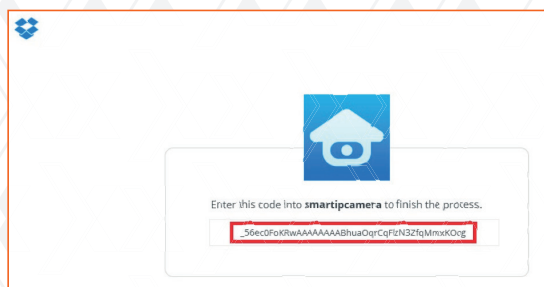 Enter this code into smartipcamera to finish the process.
_56ec0FoKRwAAAAAAAABhuaOqrCqFlzN3ZfqMmxKOcg